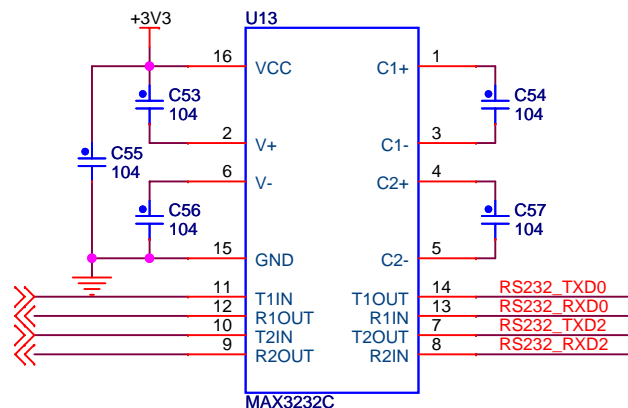 +3V3
U13
16 VCC C1+ 1
C53
104
C54
104
2 V+ C1- 3
C55
104
6 V- C2+ 4
C56
104
C57
104
15 GND C2- 5
11 T1IN T1OUT 14 RS232_TXD0
12 R1OUT R1IN 13 RS232_RXD0
10 T2IN T2OUT 7 RS232_TXD2
9 R2OUT R2IN 8 RS232_RXD2
MAX3232C